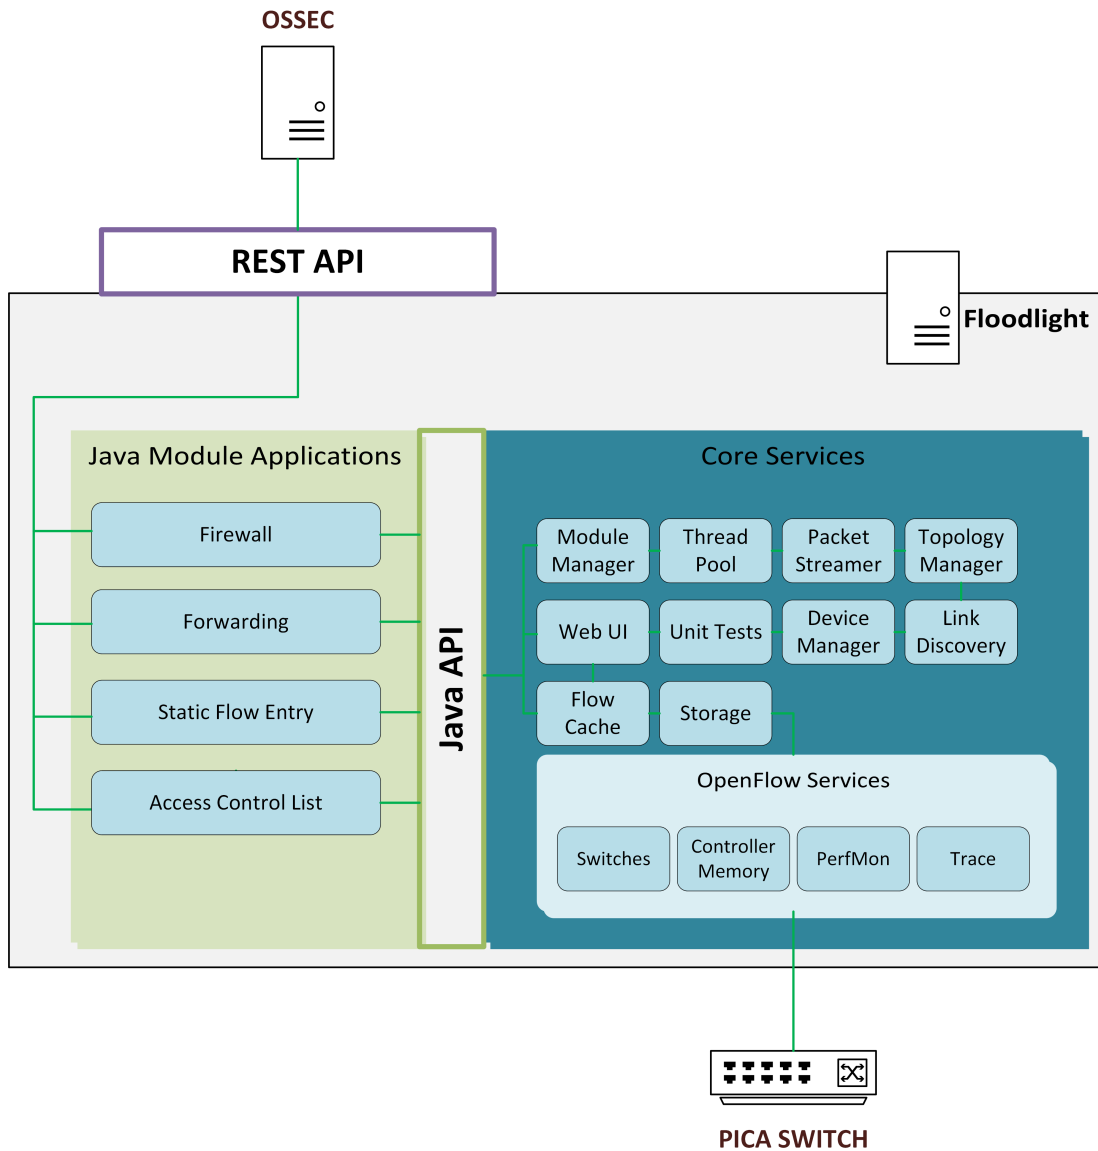 OSSEC
REST API
Floodlight
Java Module Applications
Core Services
Firewall
Forwarding
Static Flow Entry
Access Control List
Java API
Module
Manager
Thread
Pool
Packet
Streamer
Topology
Manager
Web UI
Unit Tests
Device
Manager
Link
Discovery
Flow
Cache
Storage
OpenFlow Services
Switches
Controller
Memory
PerfMon
Trace
PICA SWITCH